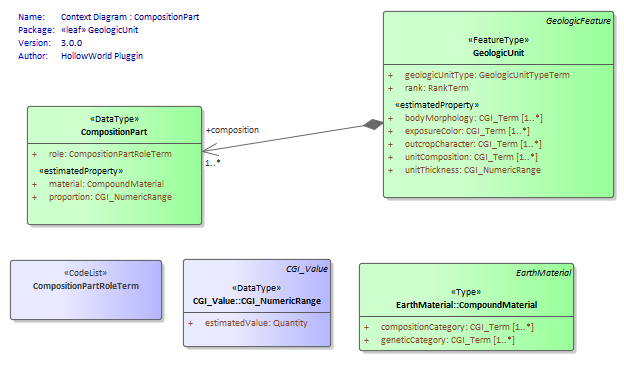 Name: Context Diagram : CompositionPart
Package: «leaf» GeologicUnit
Version: 3.0.0
Author: HollowWorld Pluggin
GeologicFeature
«FeatureType»
GeologicUnit
+ geologicUnitType: GeologicUnitTypeTerm
+ rank: RankTerm
«estimatedProperty»
+ bodyMorphology: CGI_Term [1..*]
+ exposureColor: CGI_Term [1..*]
+ outcropCharacter: CGI_Term [1..*]
+ unitComposition: CGI_Term [1..*]
+ unitThickness: CGI_NumericRange
«DataType»
CompositionPart
+ role: CompositionPartRoleTerm
«estimatedProperty»
+ material: CompoundMaterial
+ proportion: CGI_NumericRange
+composition
1..*
«CodeList»
CompositionPartRoleTerm
CGI_Value
«DataType»
CGI_Value::CGI_NumericRange
+ estimatedValue: Quantity
EarthMaterial
«Type»
EarthMaterial::CompoundMaterial
+ compositionCategory: CGI_Term [1..*]
+ geneticCategory: CGI_Term [1..*]